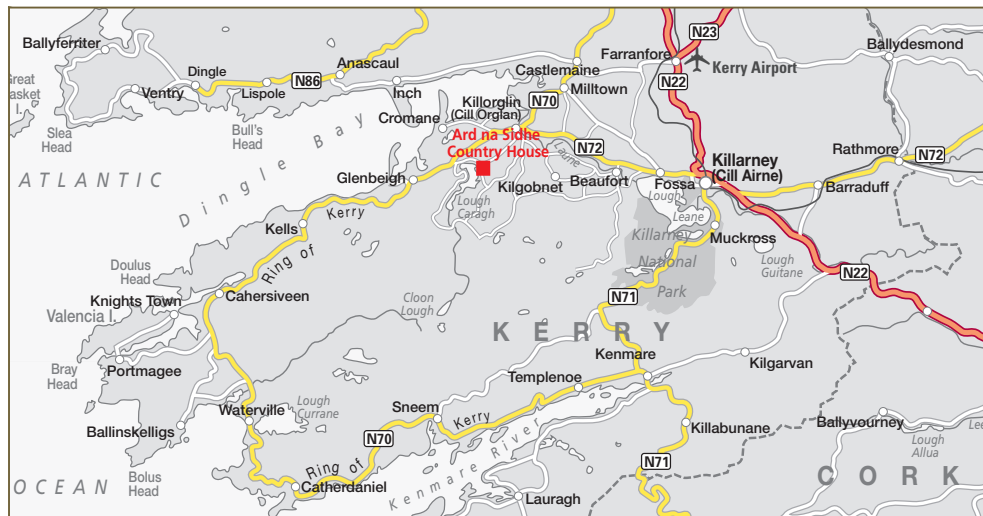 N23
Ballyferriter
Farranfore
Ballydesmond
Anascaul
Dingle
N86
Castlemaine
Kerry Airport
Great
I.
Ventry
Lispole
Inch
N70
Milltown
N22
Killorglin
(Cill Orglan)
Cromane
Slea
Head
Bull's
Head
Ard na Sidhe
Country House
N72
Laune
Killarney
(Cill Airne)
Rathmore
N72
ATLANTIC
Dingle Bay
Glenbeigh
Kilgobnet
Beaufort
Fossa
Barraduff
Lough
Caragh
Lough
Leane
Kerry
Kells
Killarney
National
Park
Muckross
Ring of
Doulus
Head
Lough
Guitane
N22
Knights Town
Cahersiveen
Valencia I.
Cloon
Lough
N71
KERRY
Bray
Head
Portmagee
Kenmare
Kilgarvan
Templenoe
Waterville
Lough
Currane
Sneem
Kerry
Ballinskelligs
N70
Killabunane
Ballyvourney
Lough
Allua
Bolus
Head
Ring of
Kenmare River
N71
OCEAN
Catherdaniel
Lauragh
CORK